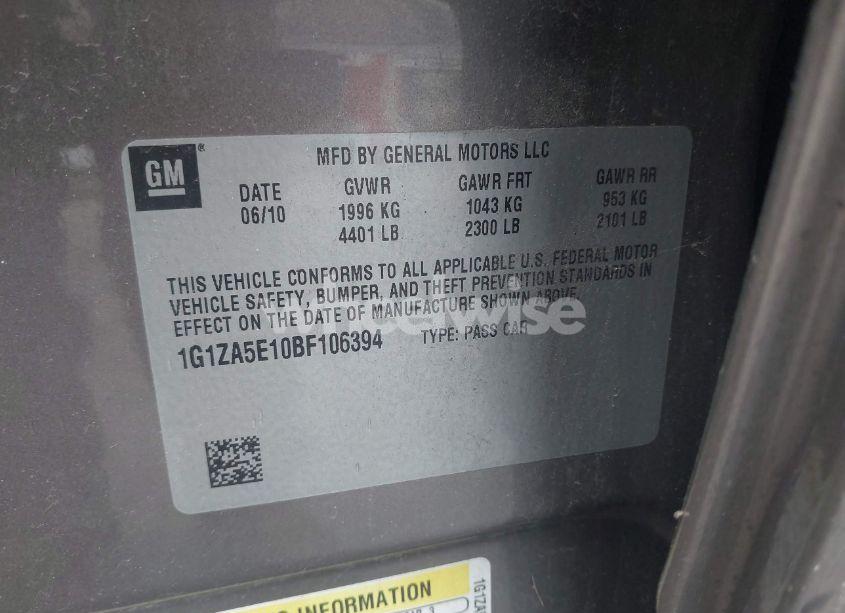 GM®
MFD BY GENERAL MOTORS LLC
DATE GVWR GAWR FRT GAWR RR
06/10 1996 KG 1043 KG 953 KG
4401 LB 2300 LB 2101 LB
THIS VEHICLE CONFORMS TO ALL APPLICABLE U.S. FEDERAL MOTOR
VEHICLE SAFETY, BUMPER, AND THEFT PREVENTION STANDARDS IN
EFFECT ON THE DATE OF MANUFACTURE SHOWN ABOVE.
1G1ZA5E10BF106394 TYPE: PASS CAR
INFORMATION
1G1ZA5